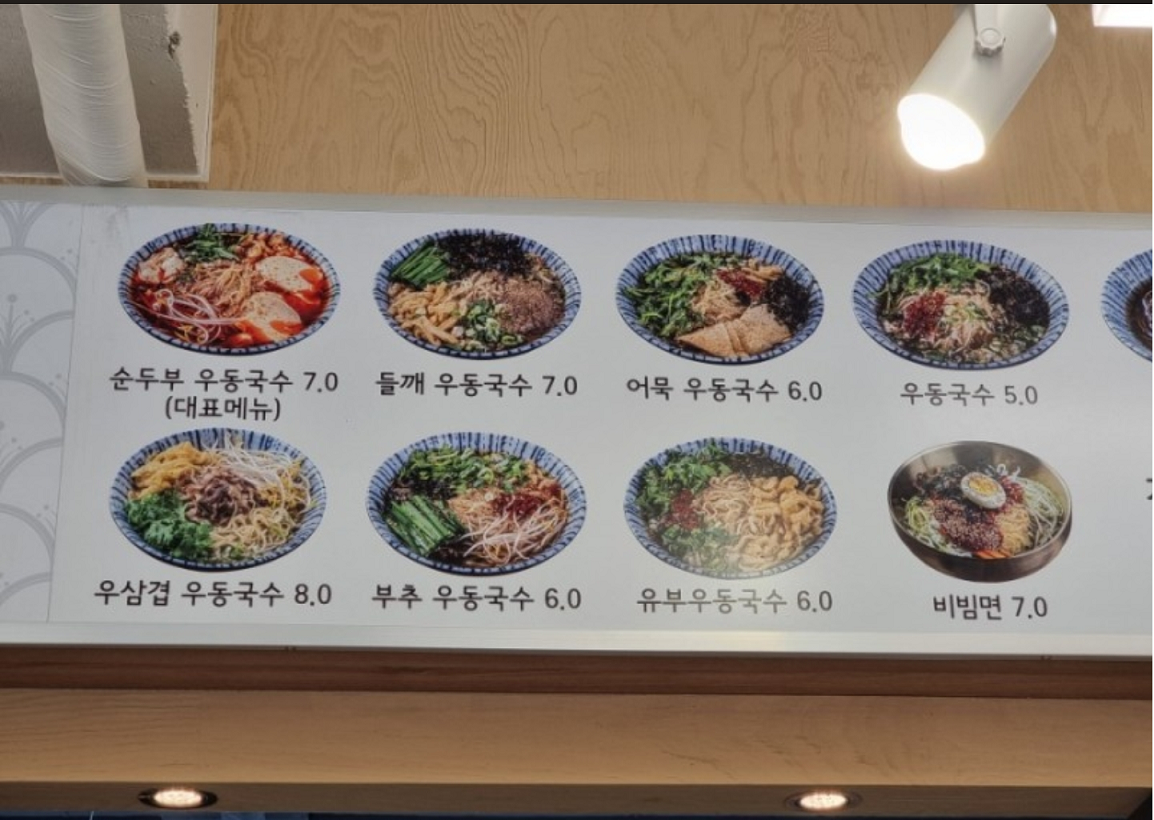 순두부 우동국수 7.0
(대표메뉴)
들깨 우동국수 7.0
어묵 우동국수 6.0
우동국수 5.0
우삼겹 우동국수 8.0
부추 우동국수 6.0
유부우동국수 6.0
비빔면 7.0